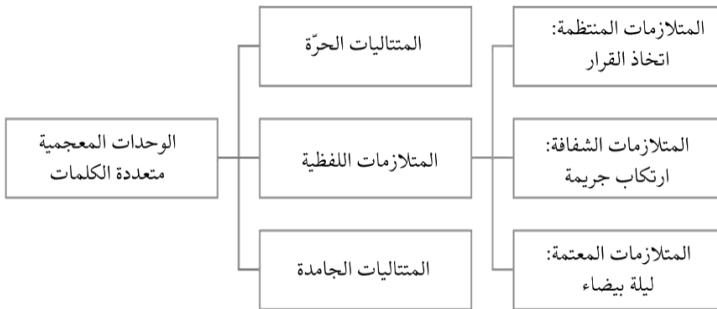 الوحدات المعجمية
متعددة الكلمات
المتتاليات الحرّة
المتلازمات اللفظية
المتتاليات الجامدة
المتلازمات المنتظمة:
اتخاذ القرار
المتلازمات الشفافة:
ارتكاب جريمة
المتلازمات المعتمة:
ليلة بيضاء